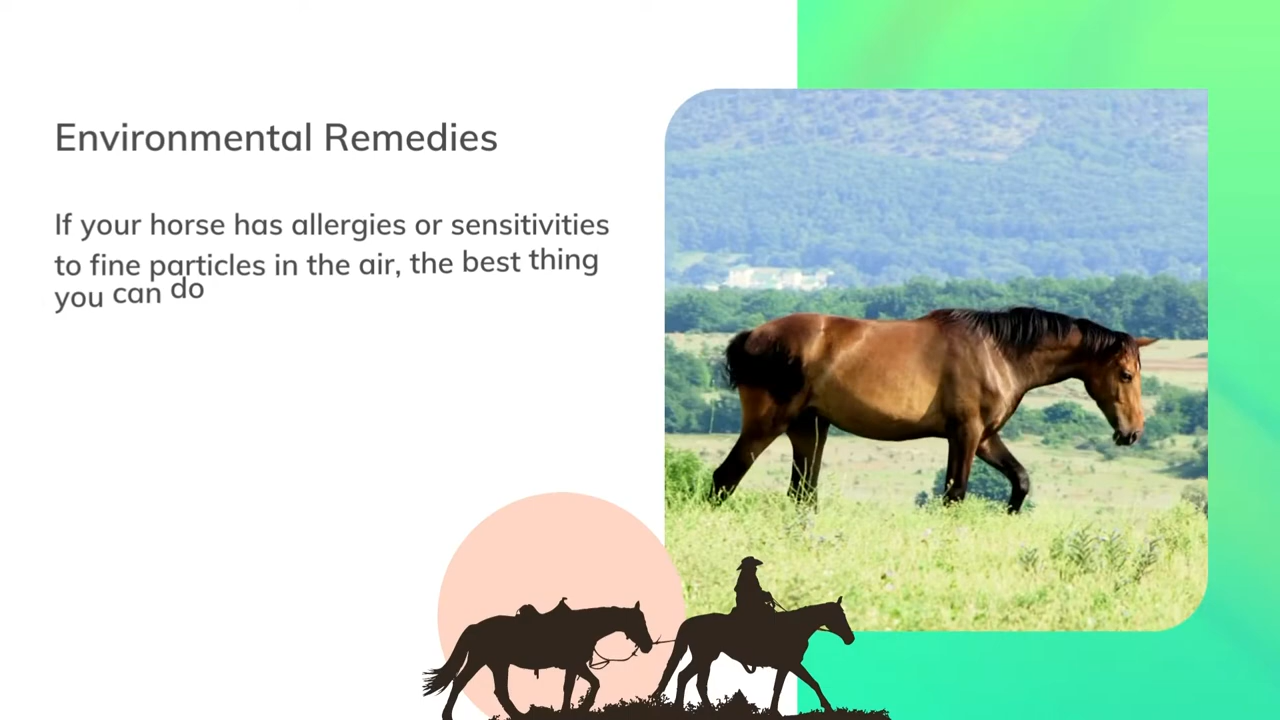 Environmental Remedies
If your horse has allergies or sensitivities
to fine particles in the air, the best thing
you can do